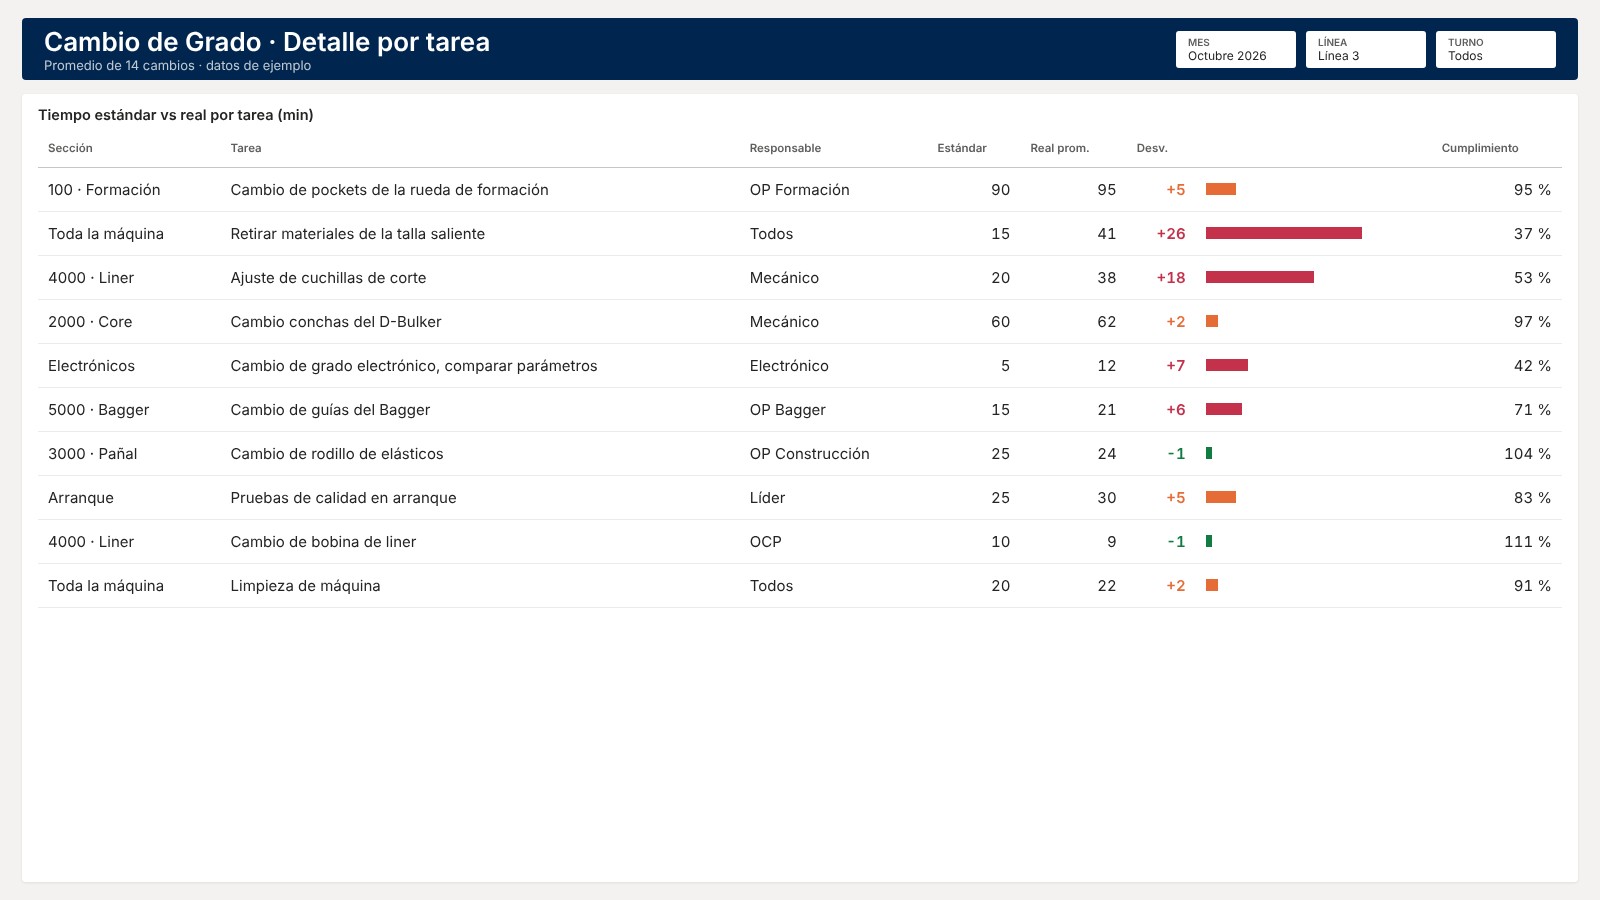 Cambio de Grado · Detalle por tarea
Promedio de 14 cambios · datos de ejemplo
MES
Octubre 2026
LÍNEA
Línea 3
TURNO
Todos
Tiempo estándar vs real por tarea (min)
Sección Tarea Responsable Estándar Real prom. Desv. Cumplimiento
100 · Formación Cambio de pockets de la rueda de formación OP Formación 90 95 +5 95 %
Toda la máquina Retirar materiales de la talla saliente Todos 15 41 +26 37 %
4000 · Liner Ajuste de cuchillas de corte Mecánico 20 38 +18 53 %
2000 · Core Cambio conchas del D-Bulker Mecánico 60 62 +2 97 %
Electrónicos Cambio de grado electrónico, comparar parámetros Electrónico 5 12 +7 42 %
5000 · Bagger Cambio de guías del Bagger OP Bagger 15 21 +6 71 %
3000 · Pañal Cambio de rodillo de elásticos OP Construcción 25 24 -1 104 %
Arranque Pruebas de calidad en arranque Líder 25 30 +5 83 %
4000 · Liner Cambio de bobina de liner OCP 10 9 -1 111 %
Toda la máquina Limpieza de máquina Todos 20 22 +2 91 %